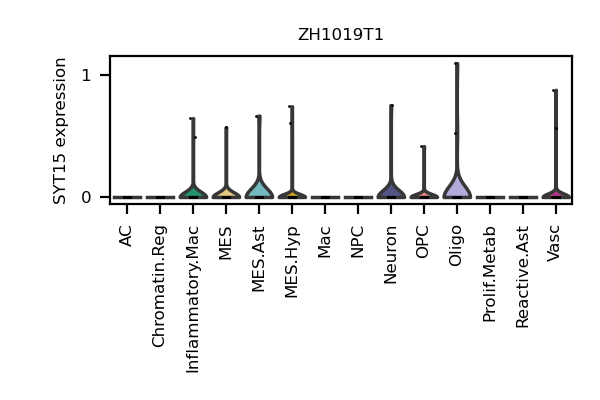 ZH1019T1
SYT15 expression
1
0
AC
Chromatin.Reg
Inflammatory.Mac
MES
MES.Ast
MES.Hyp
Mac
NPC
Neuron
OPC
Oligo
Prolif.Metab
Reactive.Ast
Vasc